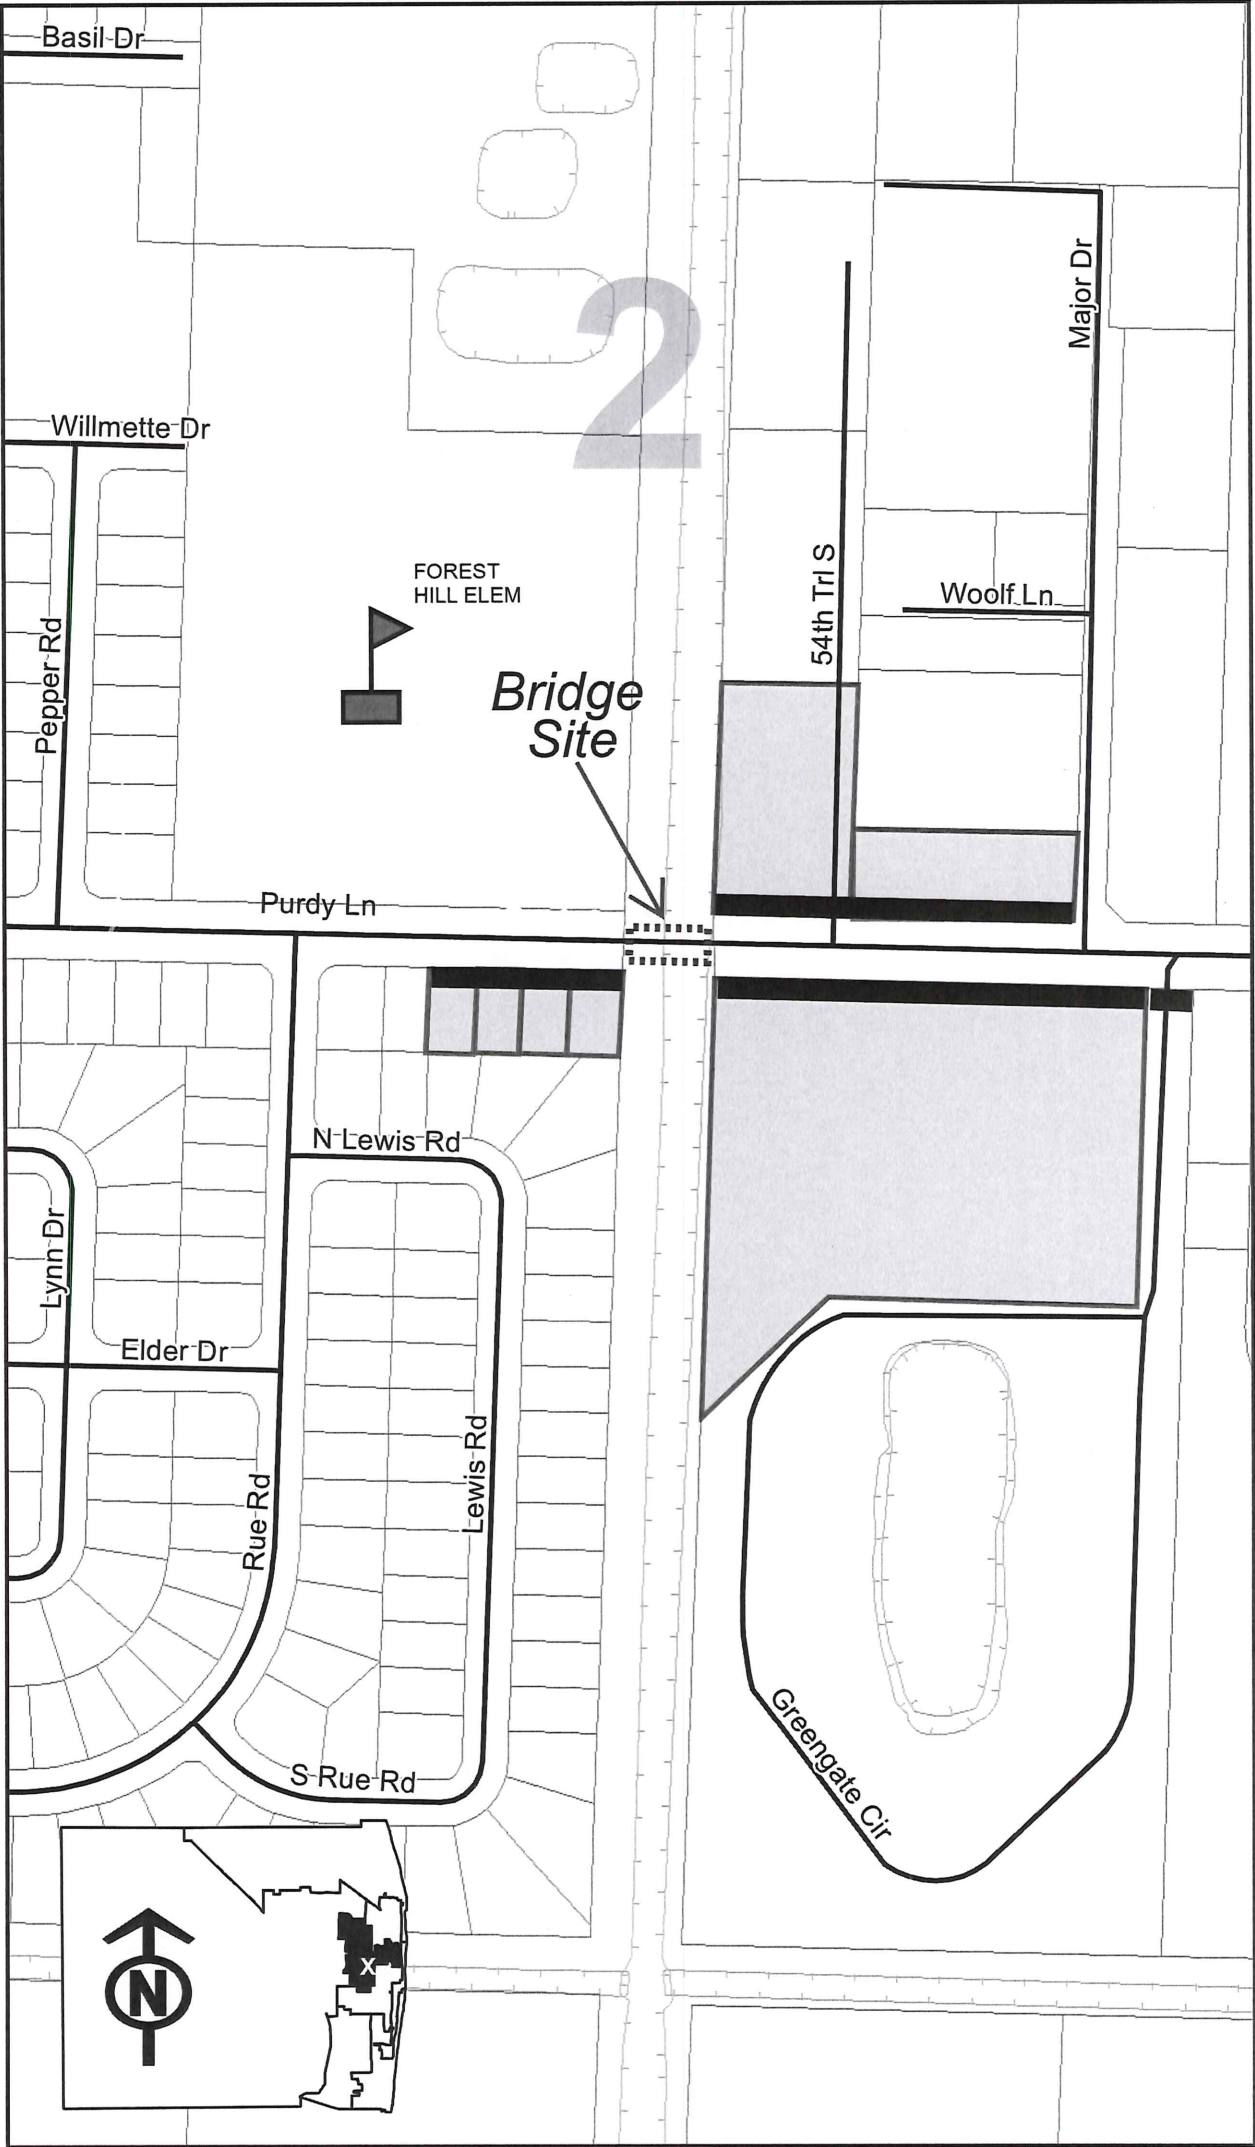 Basil Dr
2
Major Dr
Willmette Dr
54th Trl S
FOREST
HILL ELEM
Woolf Ln
Pepper Rd
Bridge
Site
Purdy Ln
N Lewis Rd
Lynn Dr
Elder Dr
Lewis Rd
Rue Rd
Greengate Cir
S Rue Rd
X
N